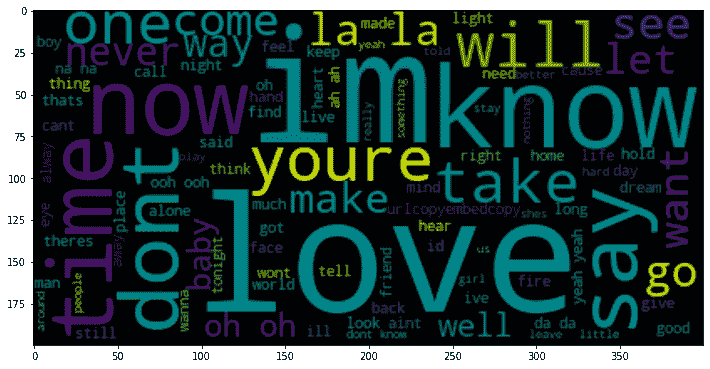 0
25
50
75
100
125
150
175
0 50 100 150 200 250 300 350
one come la la made light see
boy never way feel yeah keep told will let
na na call night oh heart ah ah need better cause
thing thats now hand find live im something know
cant really stay nothing
said youre right home life hold
eye alway time dont play think take hard day want
ooh ooh make mind dream
place alone much urlcopyembedcopy shes long say
theres baby got love hear
away face id us go
man people wanna tonight wont world tell friend girl fire yeah yeah give
around back ive
still oh oh ill look aint well da da good
dont know leave little